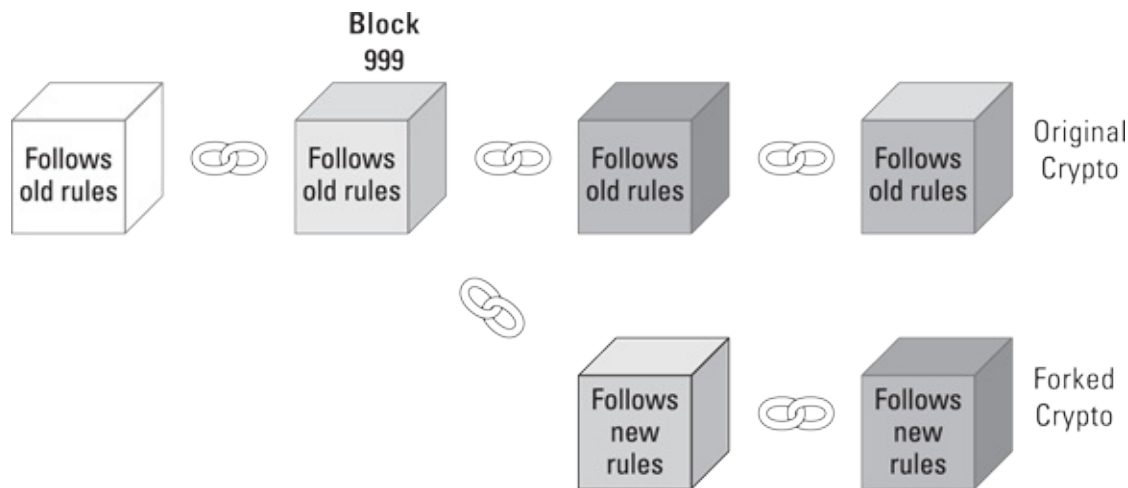 Block
999
Follows
old rules
Follows
old rules
Follows
old rules
Follows
old rules
Original
Crypto
Follows
new
rules
Follows
new
rules
Forked
Crypto